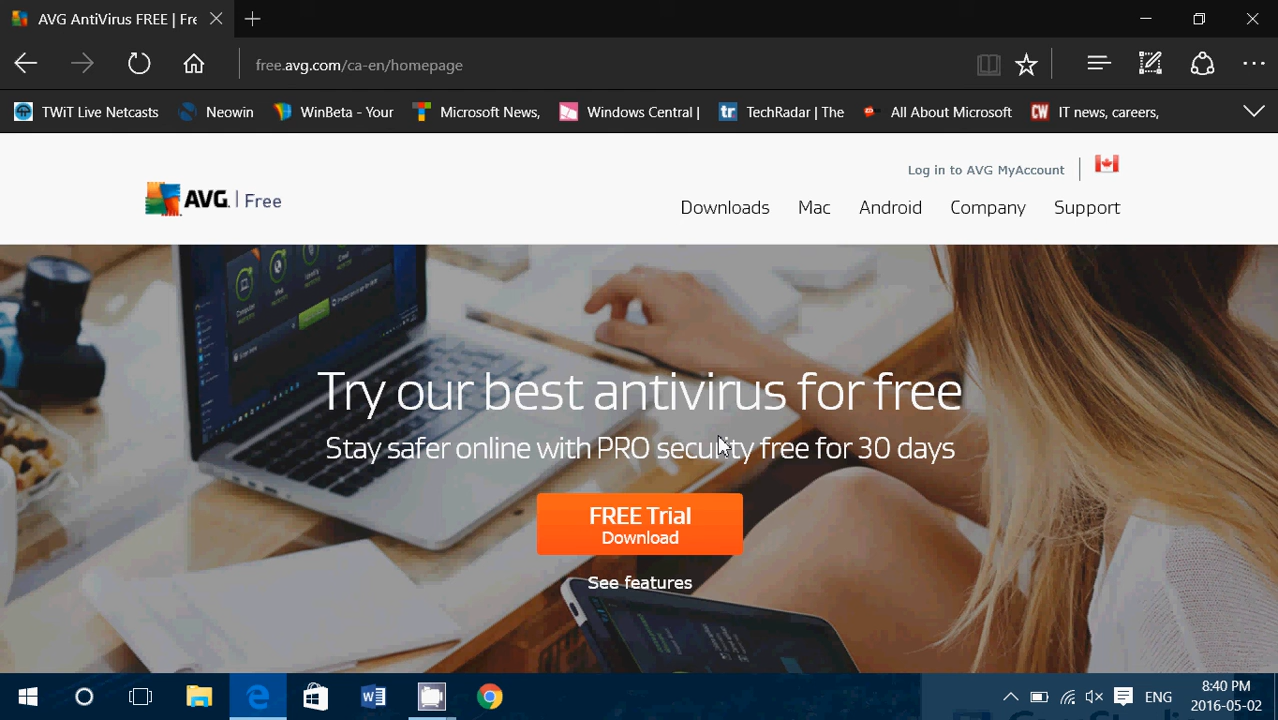 AVG AntiVirus FREE | Fre
free.avg.com/ca-en/homepage
TWiT Live Netcasts
Neowin
WinBeta - Your
Microsoft News,
Windows Central |
TechRadar | The
All About Microsoft
IT news, careers,
Log in to AVG MyAccount
AVG | Free
Downloads
Mac
Android
Company
Support
Try our best antivirus for free
Stay safer online with PRO security free for 30 days
FREE Trial
Download
See features
ENG
8:40 PM
2016-05-02